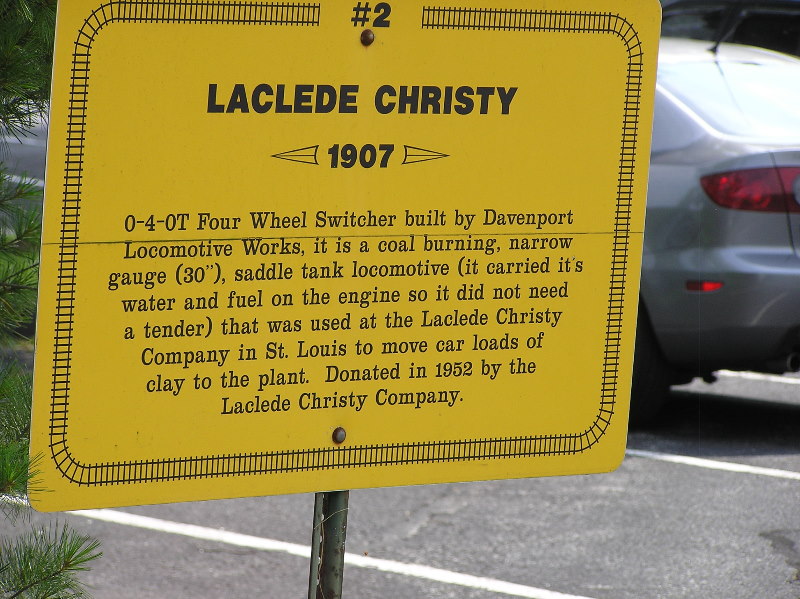 #2
LACLEDE CHRISTY
1907
0-4-0T Four Wheel Switcher built by Davenport
Locomotive Works, it is a coal burning, narrow
gauge (30"), saddle tank locomotive (it carried it's
water and fuel on the engine so it did not need
a tender) that was used at the Laclede Christy
Company in St. Louis to move car loads of
clay to the plant. Donated in 1952 by the
Laclede Christy Company.